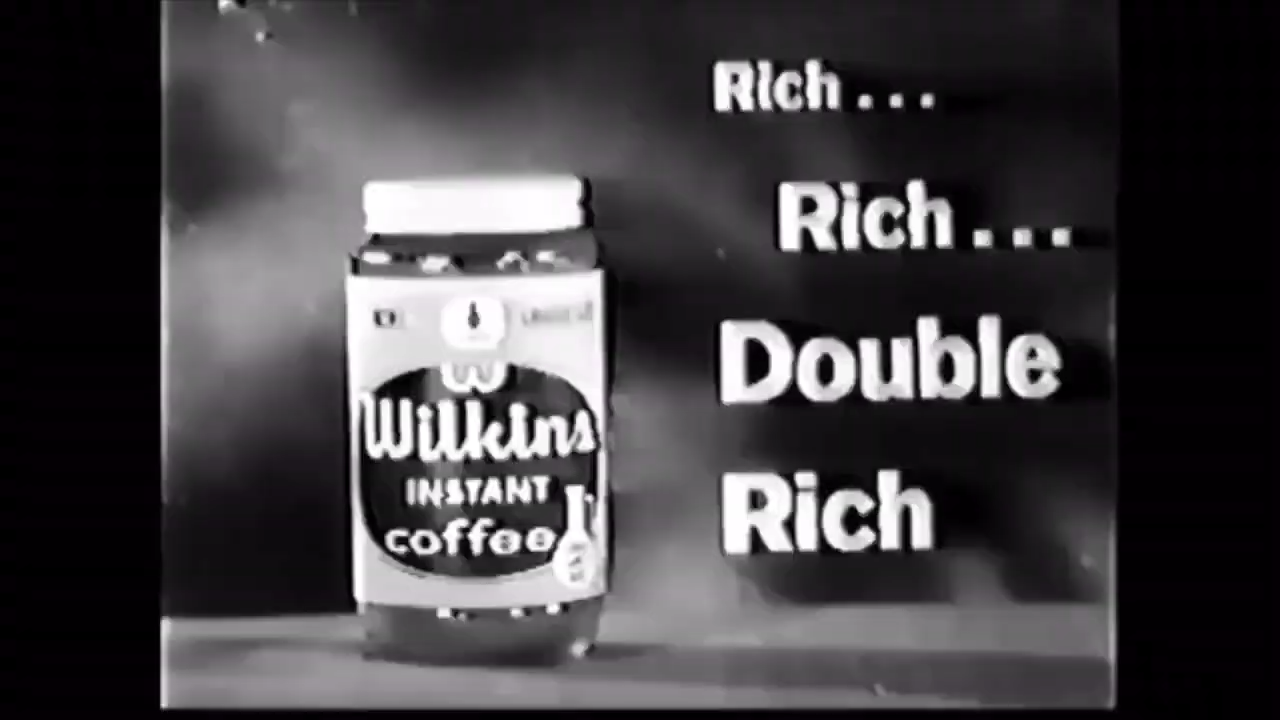 Rich...
Rich...
Double
Rich
W
Wilkins
INSTANT
coffee